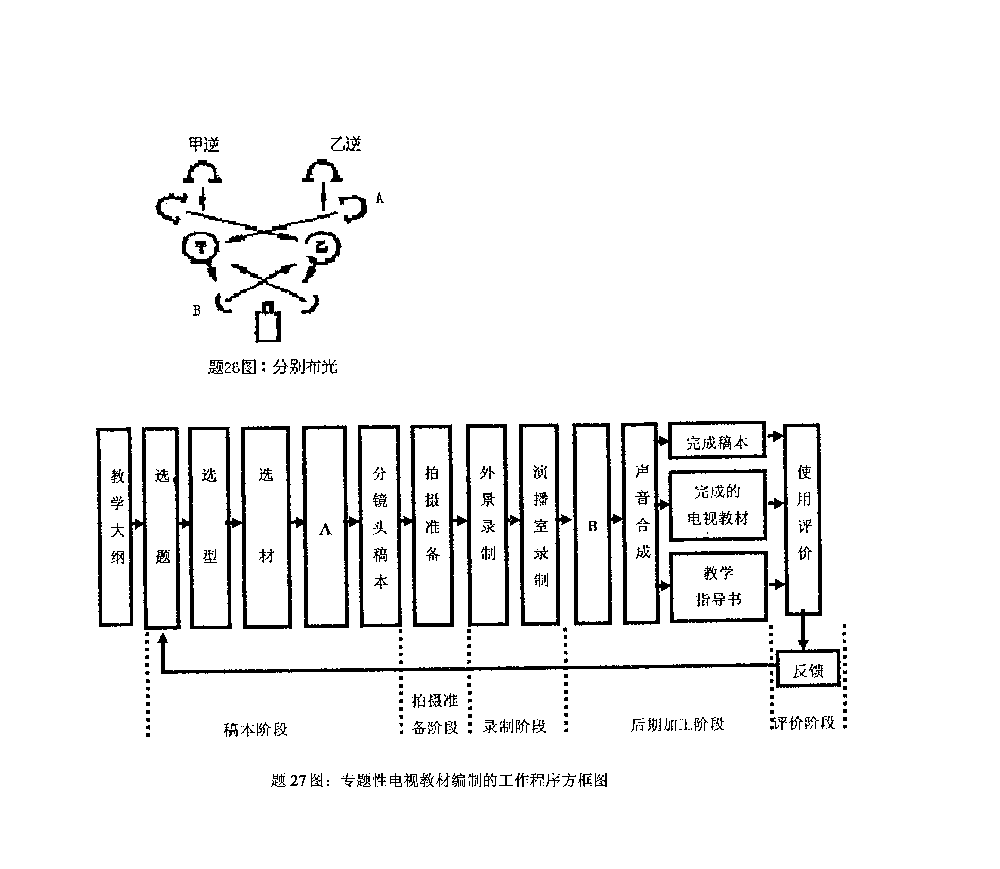 甲逆
乙逆
A
甲
乙
B
题26图：分别布光
教学大纲
选题
选型
选材
A
分镜头稿本
拍摄准备
外景录制
演播室录制
B
声音合成
完成稿本
完成的
电视教材
教学
指导书
使用评价
反馈
稿本阶段
拍摄准
备阶段
录制阶段
后期加工阶段
评价阶段
题 27 图：专题性电视教材编制的工作程序方框图